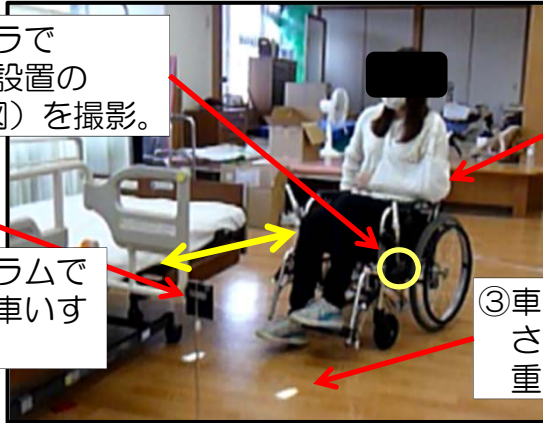 ラで
設置の
図）を撮影。
ラムで
車いす
③車
さ
重